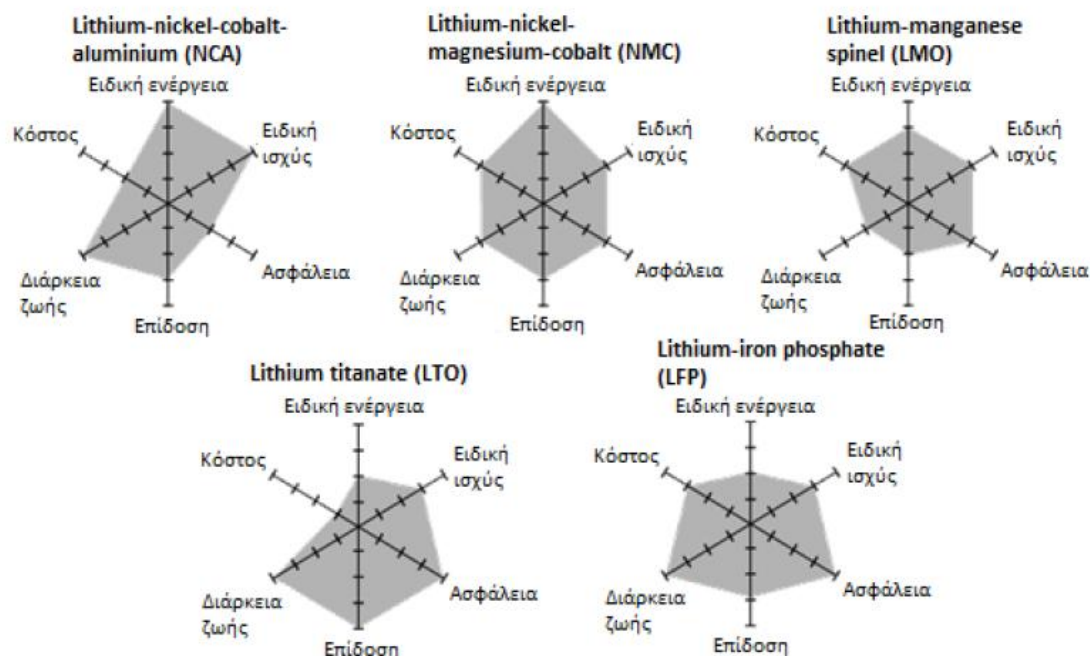 Lithium-nickel-cobalt-
aluminium (NCA)
Ειδική ενέργεια
Κόστος
Ειδική
ισχύς
Διάρκεια
ζωής
Ασφάλεια
Επίδοση
Lithium-nickel-
magnesium-cobalt (NMC)
Ειδική ενέργεια
Κόστος
Ειδική
ισχύς
Διάρκεια
ζωής
Ασφάλεια
Επίδοση
Lithium-manganese
spinel (LMO)
Ειδική ενέργεια
Κόστος
Ειδική
ισχύς
Διάρκεια
ζωής
Ασφάλεια
Επίδοση
Lithium titanate (LTO)
Ειδική ενέργεια
Κόστος
Ειδική
ισχύς
Διάρκεια
ζωής
Ασφάλεια
Επίδοση
Lithium-iron phosphate
(LFP)
Ειδική ενέργεια
Κόστος
Ειδική
ισχύς
Διάρκεια
ζωής
Ασφάλεια
Επίδοση